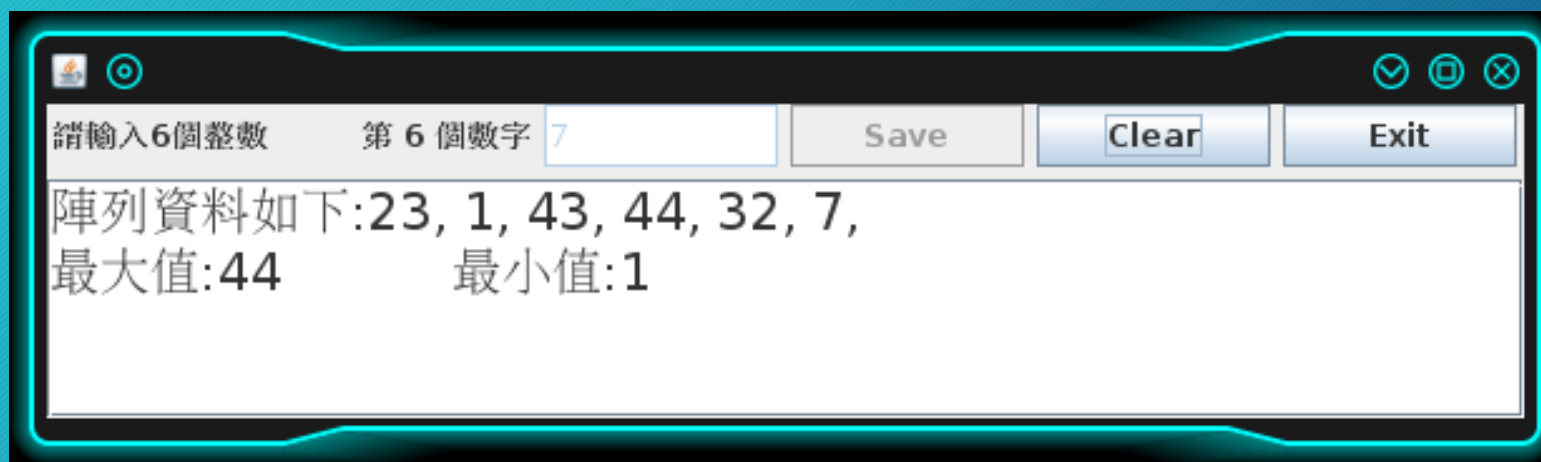 請輸入6個整數 第 6 個數字 7 Save Clear Exit
陣列資料如下:23, 1, 43, 44, 32, 7,
最大值:44 最小值:1